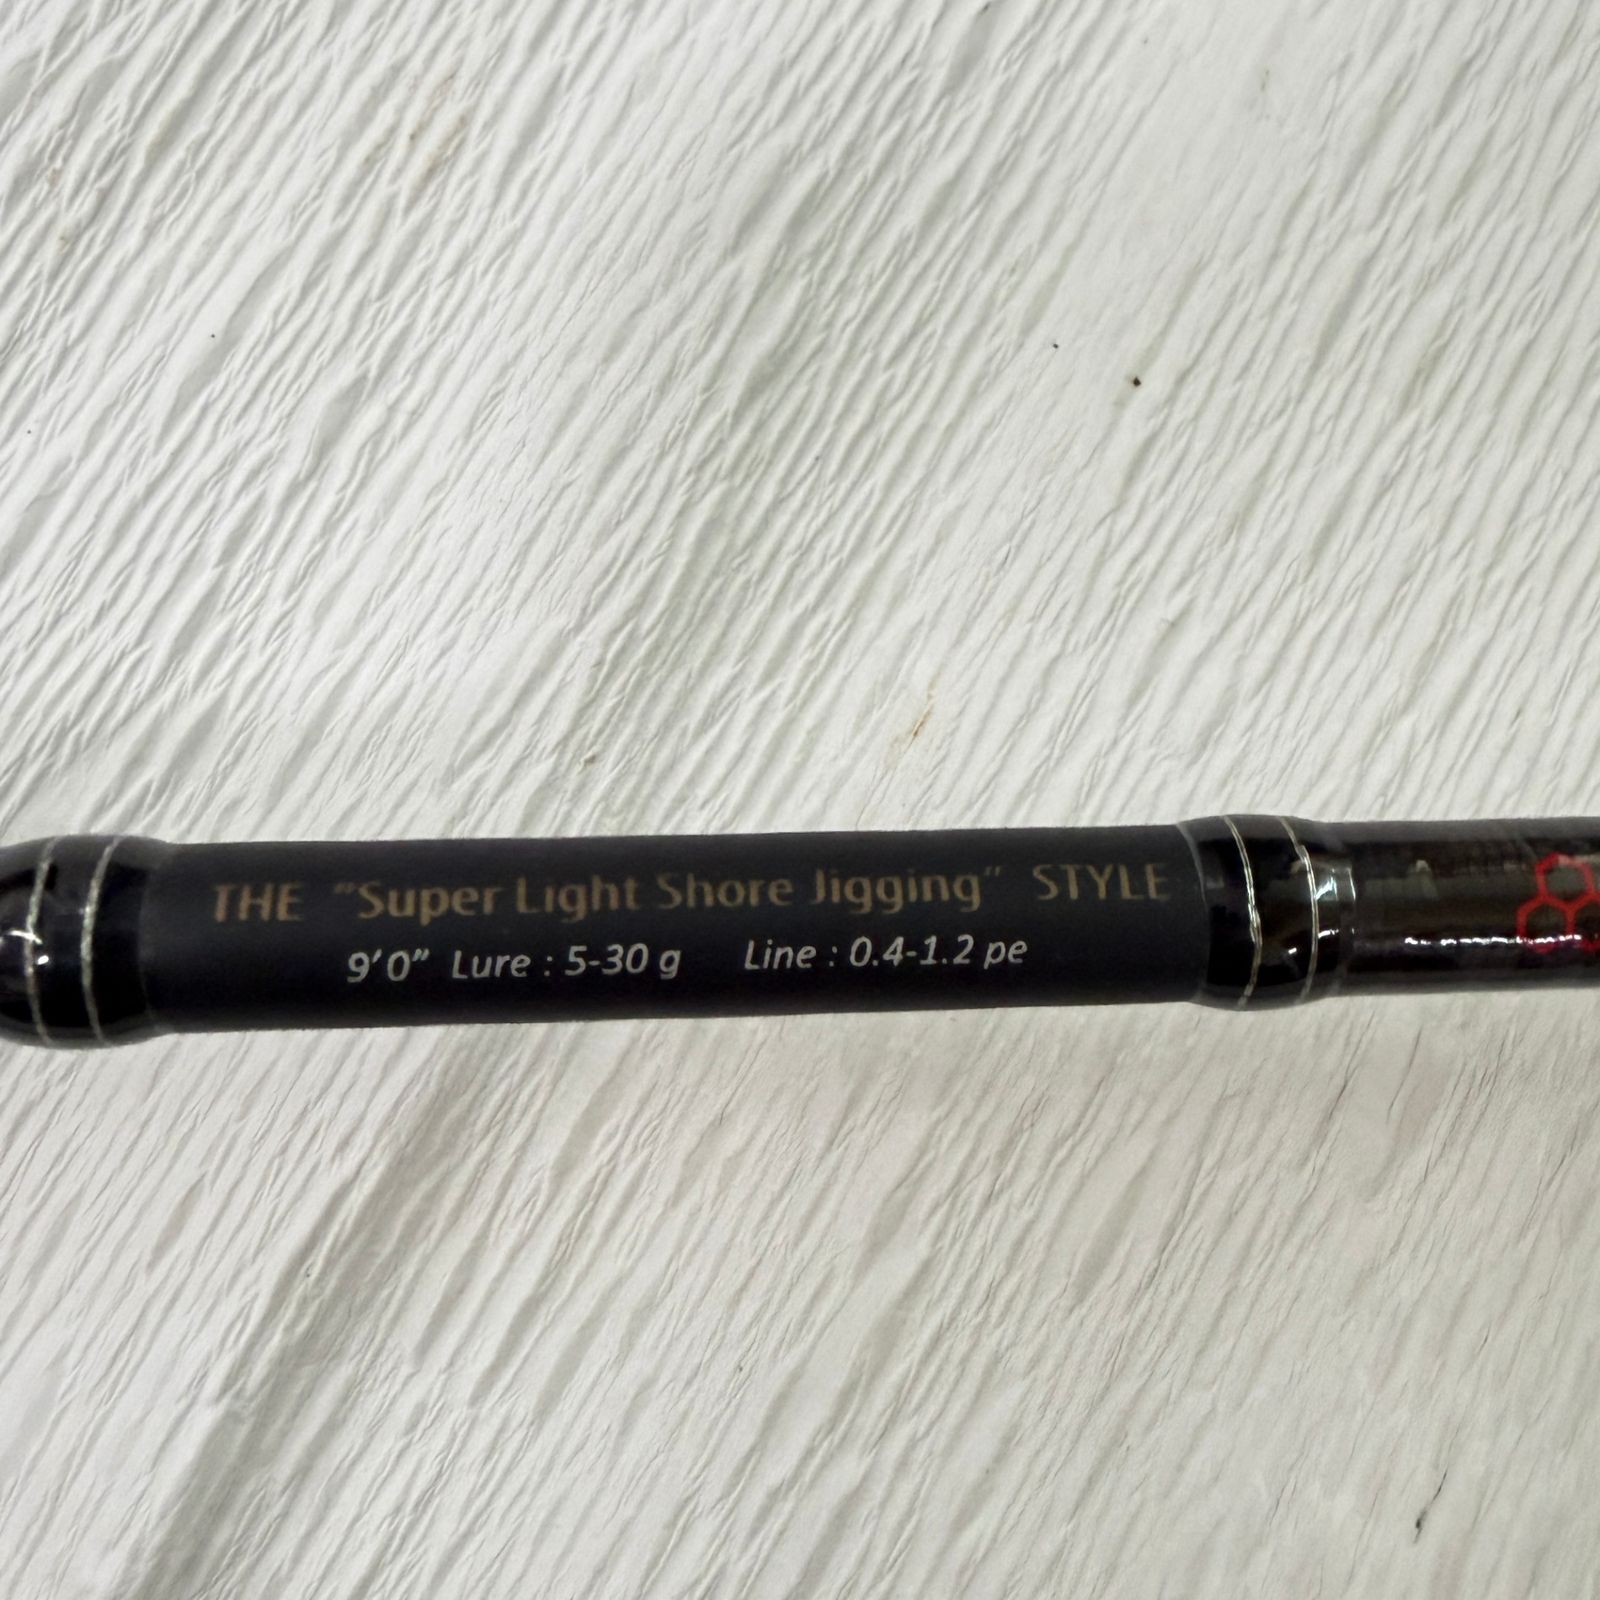 THE "Super Light Shore Jigging" STYLE
9'0" Lure : 5-30 g Line : 0.4-1.2 pe